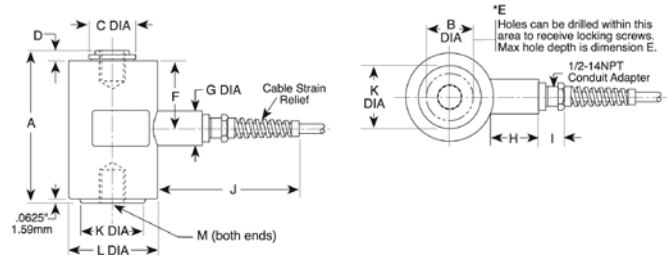 C DIA
D
A
F
G DIA
Cable Strain
Relief
J
.0625"
1.59mm
K DIA
L DIA
M (both ends)
*E
Holes can be drilled within this
area to receive locking screws.
Max hole depth is dimension E.
B
DIA
K
DIA
1/2-14NPT
Conduit Adapter
H
I